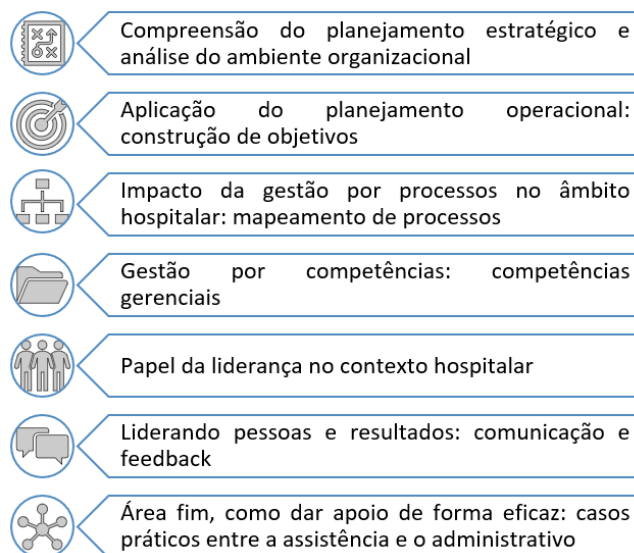 Compreensão do planejamento estratégico e
análise do ambiente organizacional
Aplicação do planejamento operacional:
construção de objetivos
Impacto da gestão por processos no âmbito
hospitalar: mapeamento de processos
Gestão por competências: competências
gerenciais
Papel da liderança no contexto hospitalar
Liderando pessoas e resultados: comunicação e
feedback
Área fim, como dar apoio de forma eficaz: casos
práticos entre a assistência e o administrativo